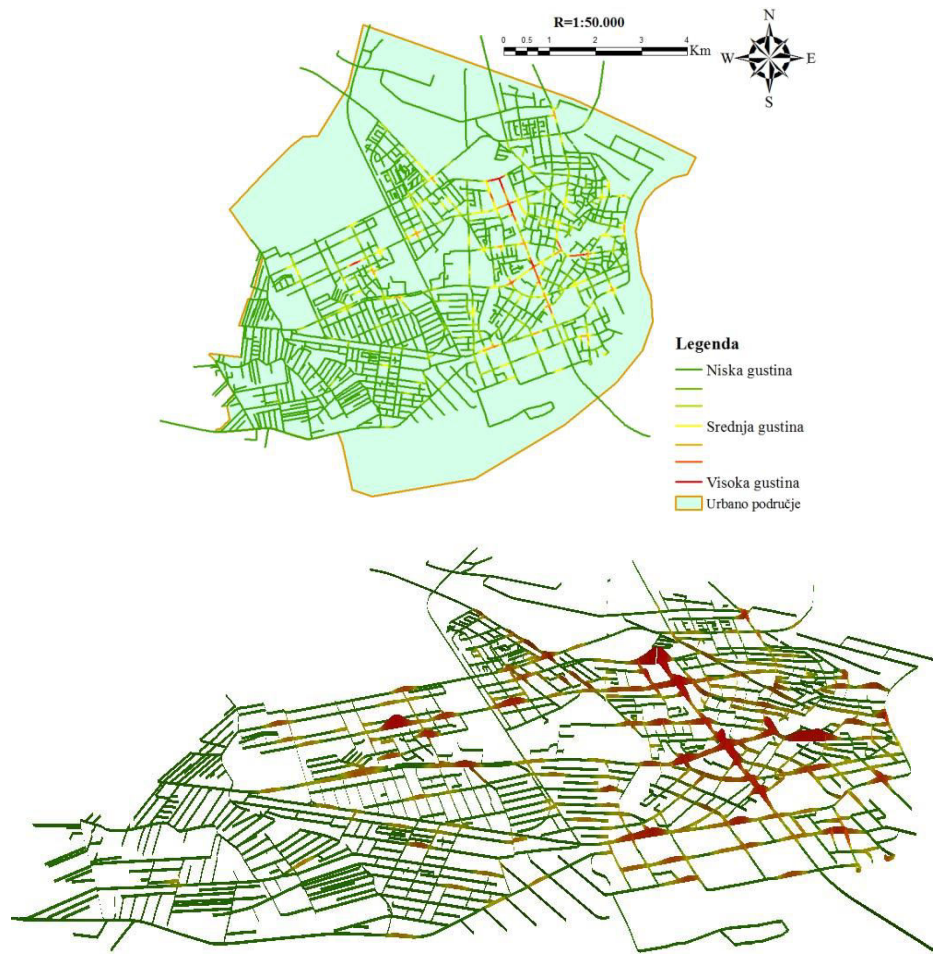 R=1:50.000
0 0.5 1 2 3 4
Km
N
W E
S
Legenda
Niska gustina
Srednja gustina
Visoka gustina
Urbano područje